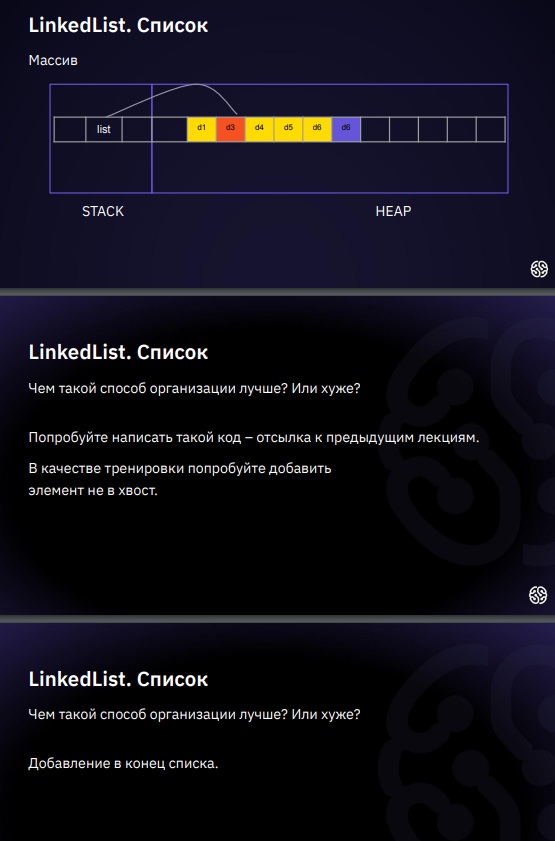 LinkedList. Список
Массив
list d1 d3 d4 d5 d6 d6
STACK HEAP
LinkedList. Список
Чем такой способ организации лучше? Или хуже?
Попробуйте написать такой код – отсылка к предыдущим лекциям.
В качестве тренировки попробуйте добавить
элемент не в хвост.
LinkedList. Список
Чем такой способ организации лучше? Или хуже?
Добавление в конец списка.